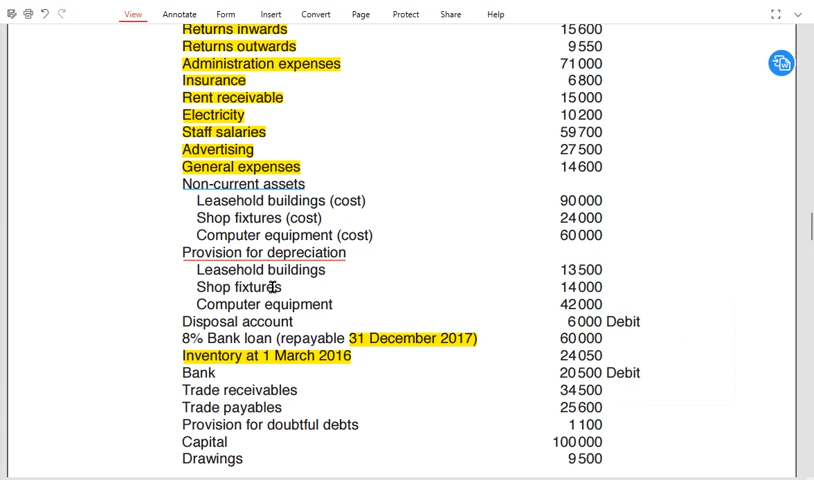 View Annotate Form Insert Convert Page Protect Share Help
Returns inwards 15 600
Returns outwards 9 550
Administration expenses 71 000
Insurance 6 800
Rent receivable 15 000
Electricity 10 200
Staff salaries 59 700
Advertising 27 500
General expenses 14 600
Non-current assets
Leasehold buildings (cost) 90 000
Shop fixtures (cost) 24 000
Computer equipment (cost) 60 000
Provision for depreciation
Leasehold buildings 13 500
Shop fixtures 14 000
Computer equipment 42 000
Disposal account 6 000 Debit
8% Bank loan (repayable 31 December 2017) 60 000
Inventory at 1 March 2016 24 050
Bank 20 500 Debit
Trade receivables 34 500
Trade payables 25 600
Provision for doubtful debts 1 100
Capital 100 000
Drawings 9 500